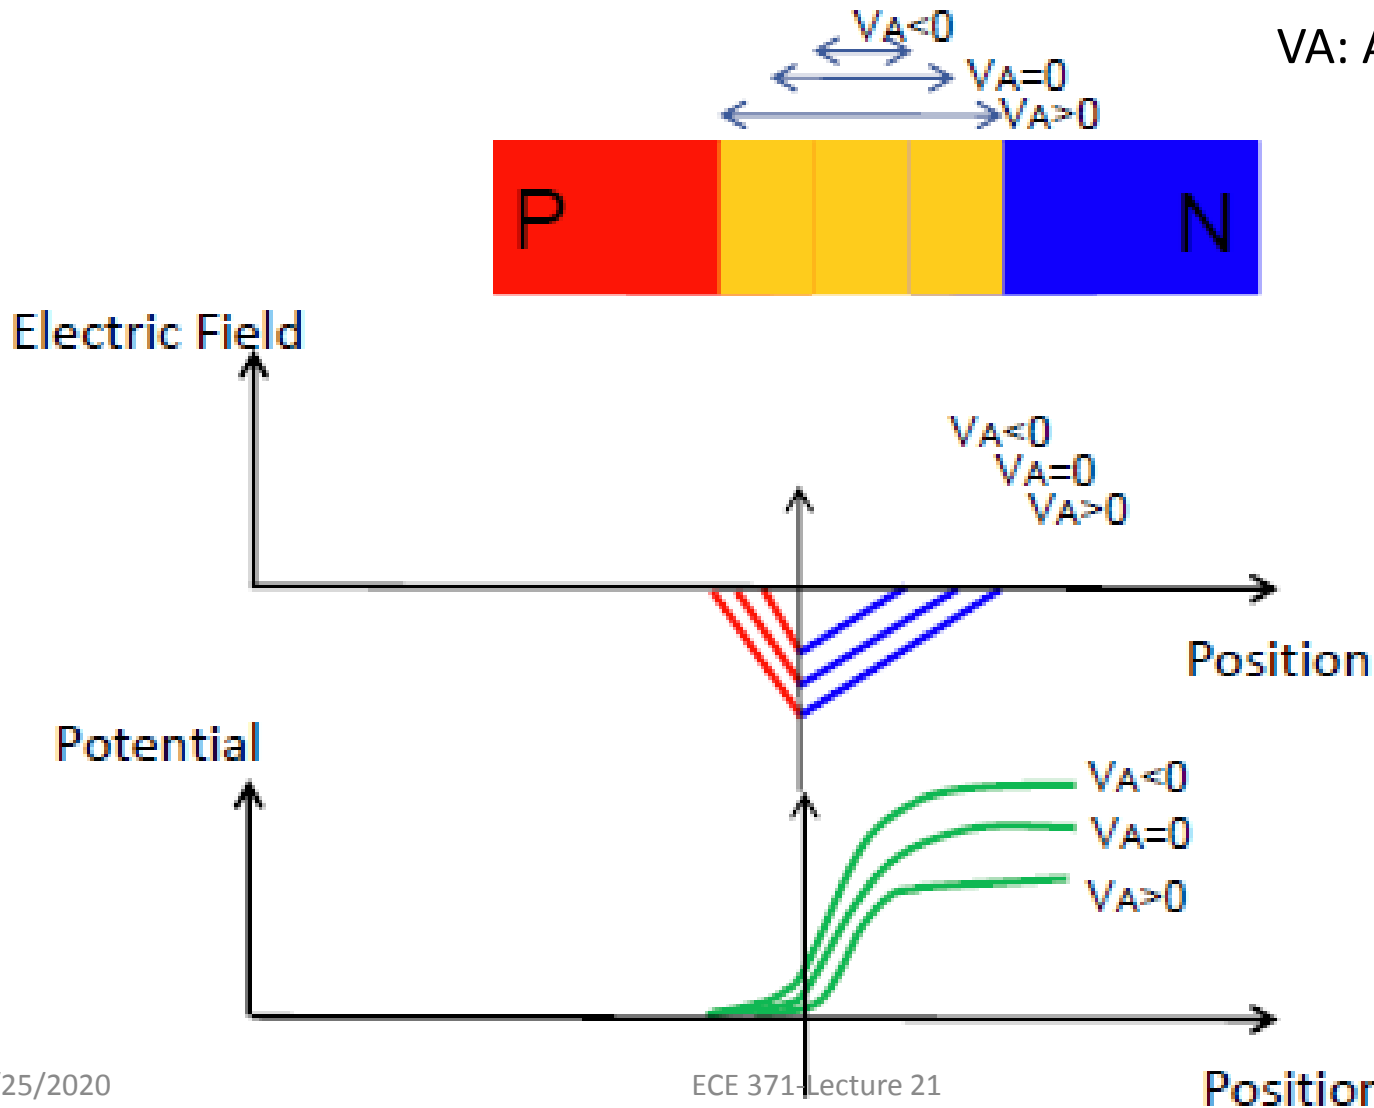 VA<0
VA: A
VA=0
VA>0
P
N
Electric Field
VA<0
VA=0
VA>0
Position
Potential
VA<0
VA=0
VA>0
/25/2020
ECE 371-Lecture 21
Position